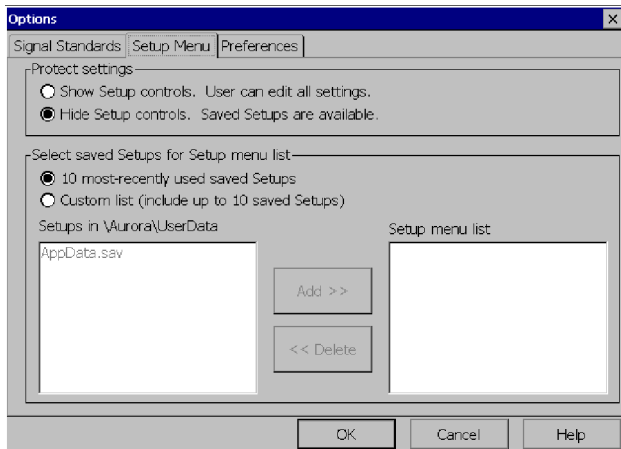 Options
Signal Standards Setup Menu Preferences
Protect settings
Show Setup controls. User can edit all settings.
Hide Setup controls. Saved Setups are available.
Select saved Setups for Setup menu list
10 most-recently used saved Setups
Custom list (include up to 10 saved Setups)
Setups in \Aurora\UserData
Setup menu list
AppData.sav
Add >>
<< Delete
OK Cancel Help